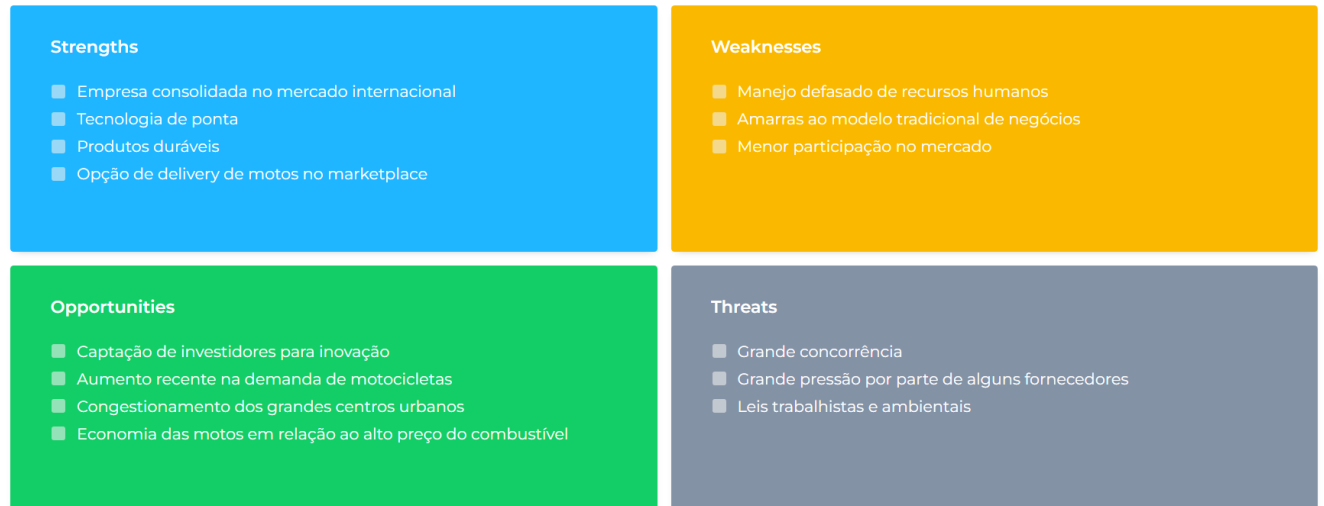 Strengths
Empresa consolidada no mercado internacional
Tecnologia de ponta
Produtos duráveis
Opção de delivery de motos no marketplace
Weaknesses
Manejo defasado de recursos humanos
Amarras ao modelo tradicional de negócios
Menor participação no mercado
Opportunities
Captação de investidores para inovação
Aumento recente na demanda de motocicletas
Congestionamento dos grandes centros urbanos
Economia das motos em relação ao alto preço do combustível
Threats
Grande concorrência
Grande pressão por parte de alguns fornecedores
Leis trabalhistas e ambientais